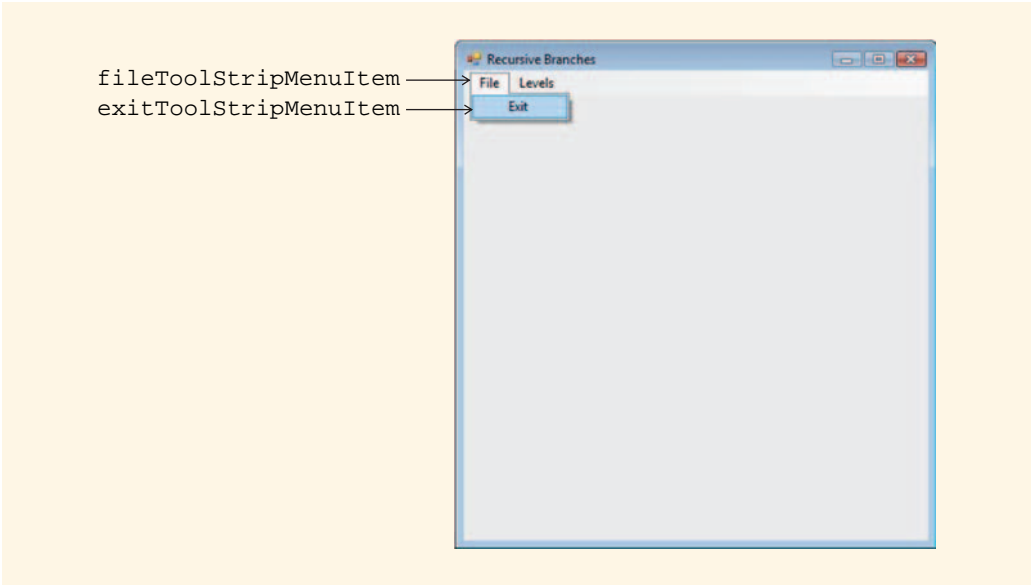 Recursive Branches
fileToolStripMenuItem
File Levels
exitToolStripMenuItem
Exit